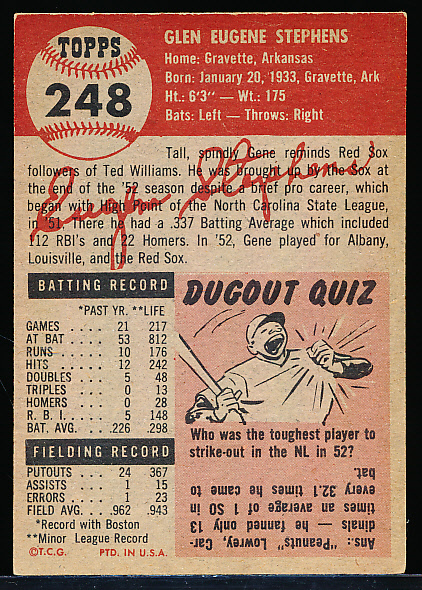 TOPPS
248
GLEN EUGENE STEPHENS
Home: Gravette, Arkansas
Born: January 20, 1933, Gravette, Ark
Ht.: 6'3" — Wt.: 175
Bats: Left — Throws: Right
Tall, spindly Gene reminds Red Sox
followers of Ted Williams. He was brought up by the Sox at
the end of the '52 season despite a brief pro career, which
began with High Point of the North Carolina State League,
in '51. There he had a .337 Batting Average which included
112 RBI's and 22 Homers. In '52, Gene played for Albany,
Louisville, and the Red Sox.
Eugene Stephens
BATTING RECORD
*PAST YR. **LIFE
GAMES 21 217
AT BAT 53 812
RUNS 10 176
HITS 12 242
DOUBLES 5 48
TRIPLES 0 13
HOMERS 0 28
R. B. I. 5 148
BAT. AVG. .226 .298
FIELDING RECORD
PUTOUTS 24 367
ASSISTS 1 15
ERRORS 1 23
FIELD AVG. .962 .943
*Record with Boston
**Minor League Record
©T.C.G. PTD. IN U.S.A.
DUGOUT QUIZ
Who was the toughest player to
strike-out in the NL in 52?
Ans.: "Peanuts" Lowrey, Car-
dinals — he fanned only 13
times an average of 1 SO in
every 32.1 times he came to
bat.